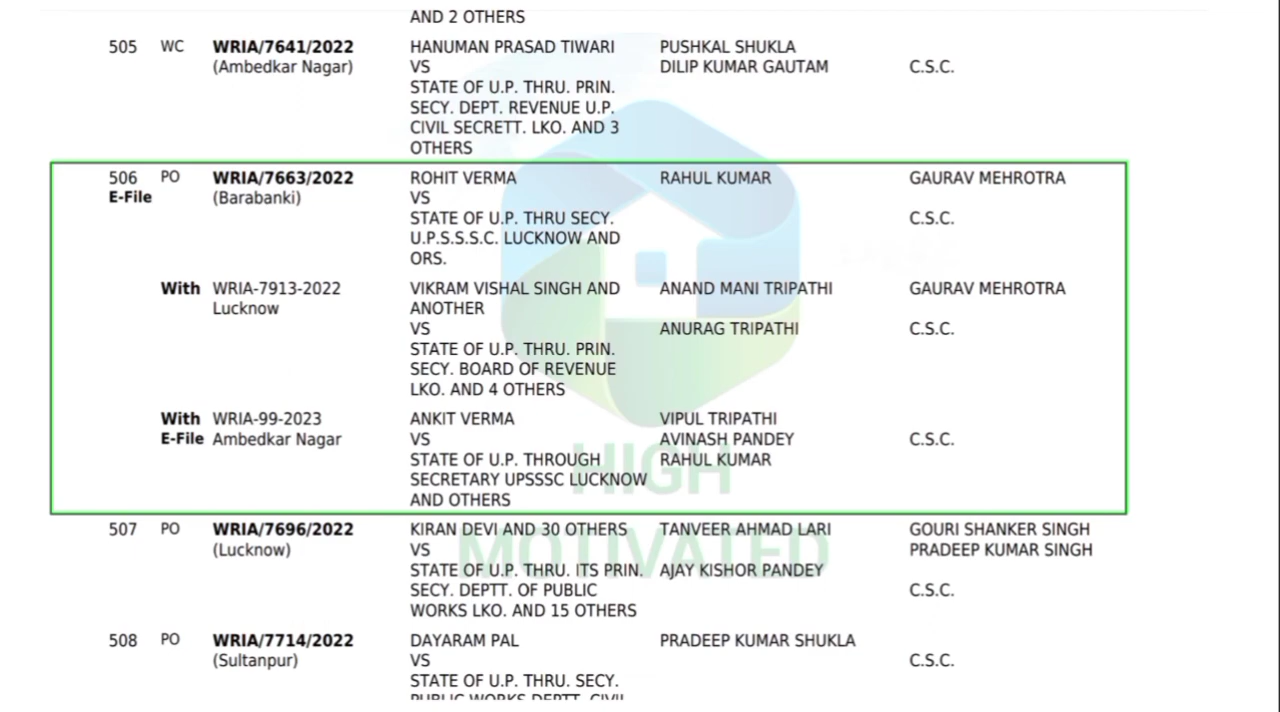 AND 2 OTHERS
505 WC WRIA/7641/2022 HANUMAN PRASAD TIWARI PUSHKAL SHUKLA
(Ambedkar Nagar) VS DILIP KUMAR GAUTAM C.S.C.
STATE OF U.P. THRU. PRIN.
SECY. DEPT. REVENUE U.P.
CIVIL SECRETT. LKO. AND 3
OTHERS
506 PO WRIA/7663/2022 ROHIT VERMA RAHUL KUMAR GAURAV MEHROTRA
E-File (Barabanki) VS
STATE OF U.P. THRU SECY. C.S.C.
U.P.S.S.S.C. LUCKNOW AND
ORS.
With WRIA-7913-2022 VIKRAM VISHAL SINGH AND ANAND MANI TRIPATHI GAURAV MEHROTRA
Lucknow ANOTHER
VS ANURAG TRIPATHI C.S.C.
STATE OF U.P. THRU. PRIN.
SECY. BOARD OF REVENUE
LKO. AND 4 OTHERS
With WRIA-99-2023 ANKIT VERMA VIPUL TRIPATHI
E-File Ambedkar Nagar VS AVINASH PANDEY C.S.C.
STATE OF U.P. THROUGH RAHUL KUMAR
SECRETARY UPSSSC LUCKNOW
AND OTHERS
HIGH
MOTIVATED
507 PO WRIA/7696/2022 KIRAN DEVI AND 30 OTHERS TANVEER AHMAD LARI GOURI SHANKER SINGH
(Lucknow) VS PRADEEP KUMAR SINGH
STATE OF U.P. THRU. ITS PRIN. AJAY KISHOR PANDEY
SECY. DEPTT. OF PUBLIC C.S.C.
WORKS LKO. AND 15 OTHERS
508 PO WRIA/7714/2022 DAYARAM PAL PRADEEP KUMAR SHUKLA
(Sultanpur) VS C.S.C.
STATE OF U.P. THRU. SECY.
PUBLIC WORKS DEPTT. CIVIL